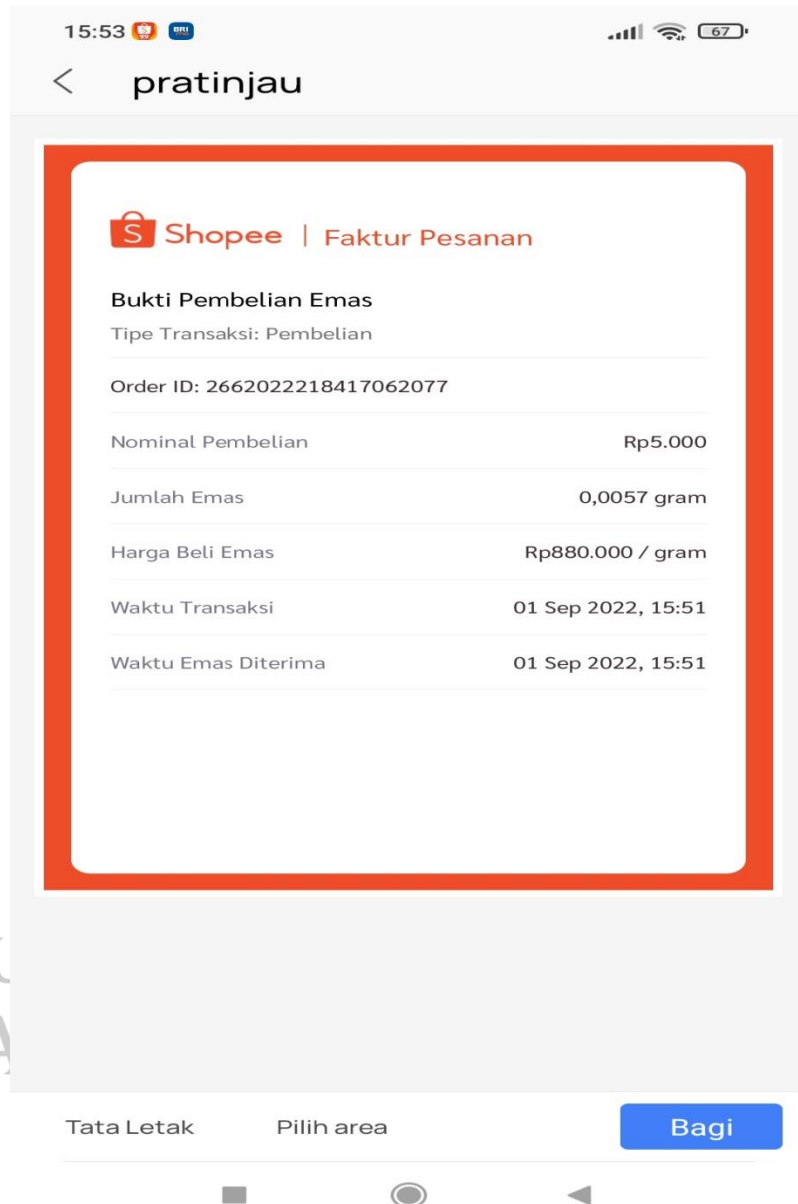 15:53
67
pratinjau
Shopee | Faktur Pesanan
Bukti Pembelian Emas
Tipe Transaksi: Pembelian
Order ID: 2662022218417062077
Nominal Pembelian Rp5.000
Jumlah Emas 0,0057 gram
Harga Beli Emas Rp880.000 / gram
Waktu Transaksi 01 Sep 2022, 15:51
Waktu Emas Diterima 01 Sep 2022, 15:51
Tata Letak Pilih area Bagi